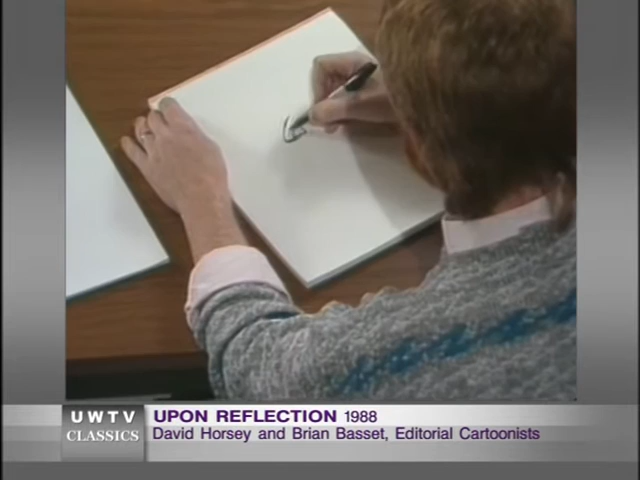 UWTV
CLASSICS
UPON REFLECTION 1988
David Horsey and Brian Basset, Editorial Cartoonists